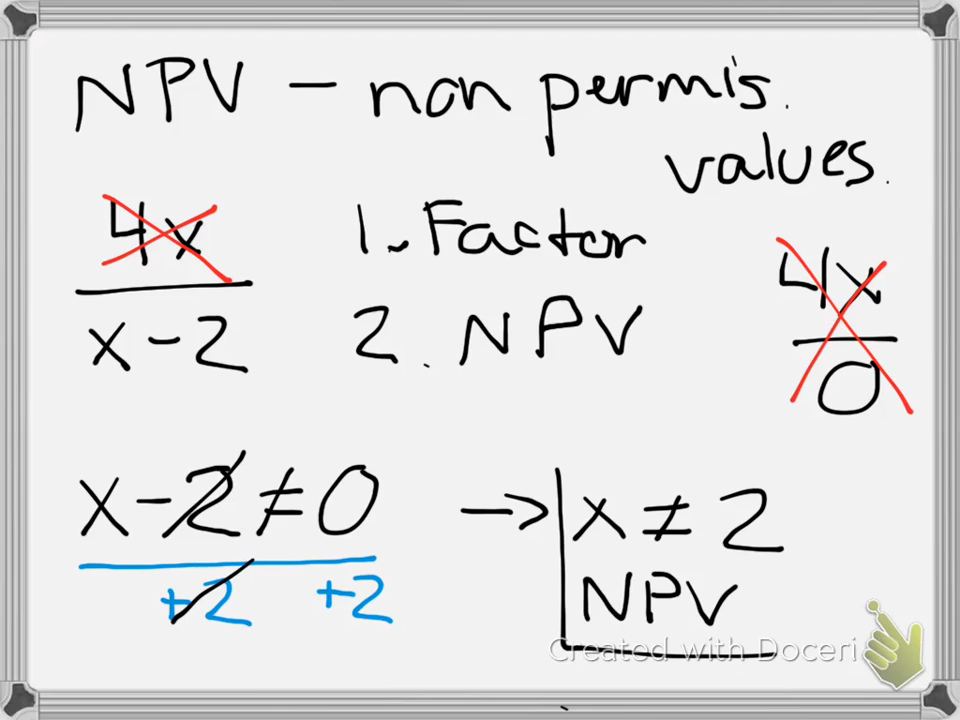 NPV - non permis.
values.
4x
x-2
1. Factor
2. NPV
4x
0
x-2≠0
+2 +2
→ x≠2
NPV
Created with Doceri